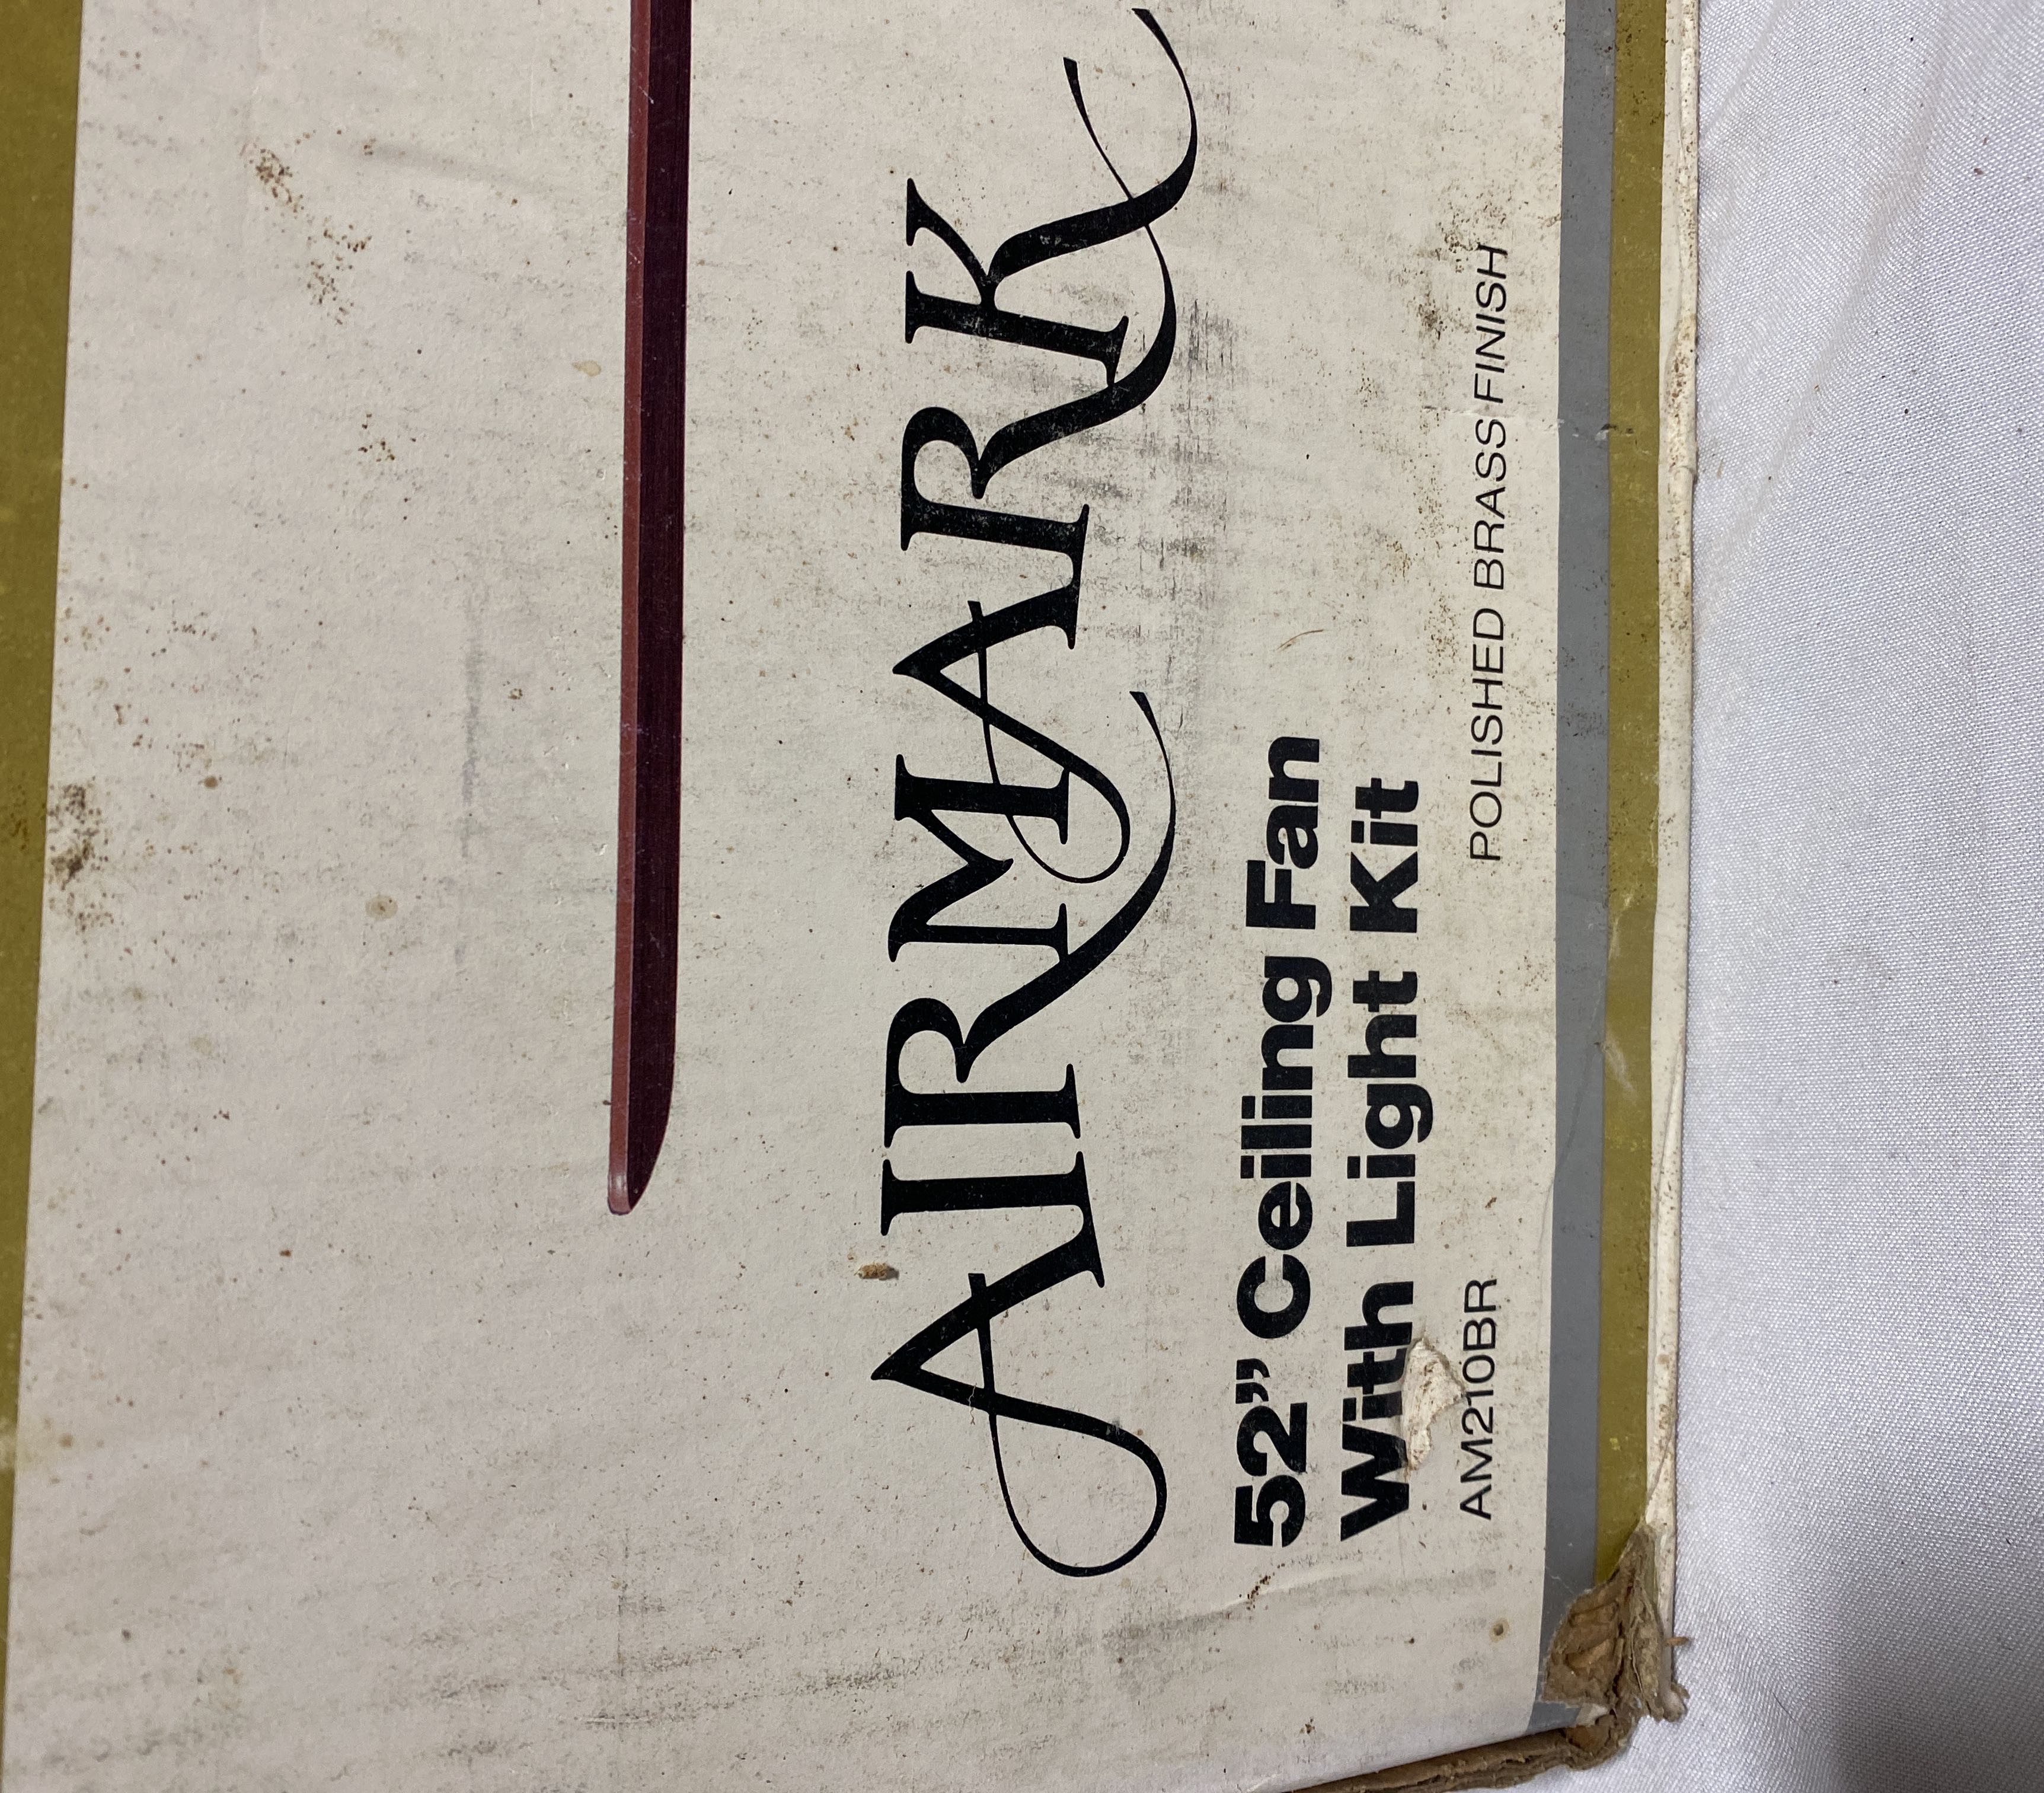 AIRMARK
52” Ceiling Fan
With Light Kit
AM210BR POLISHED BRASS FINISH